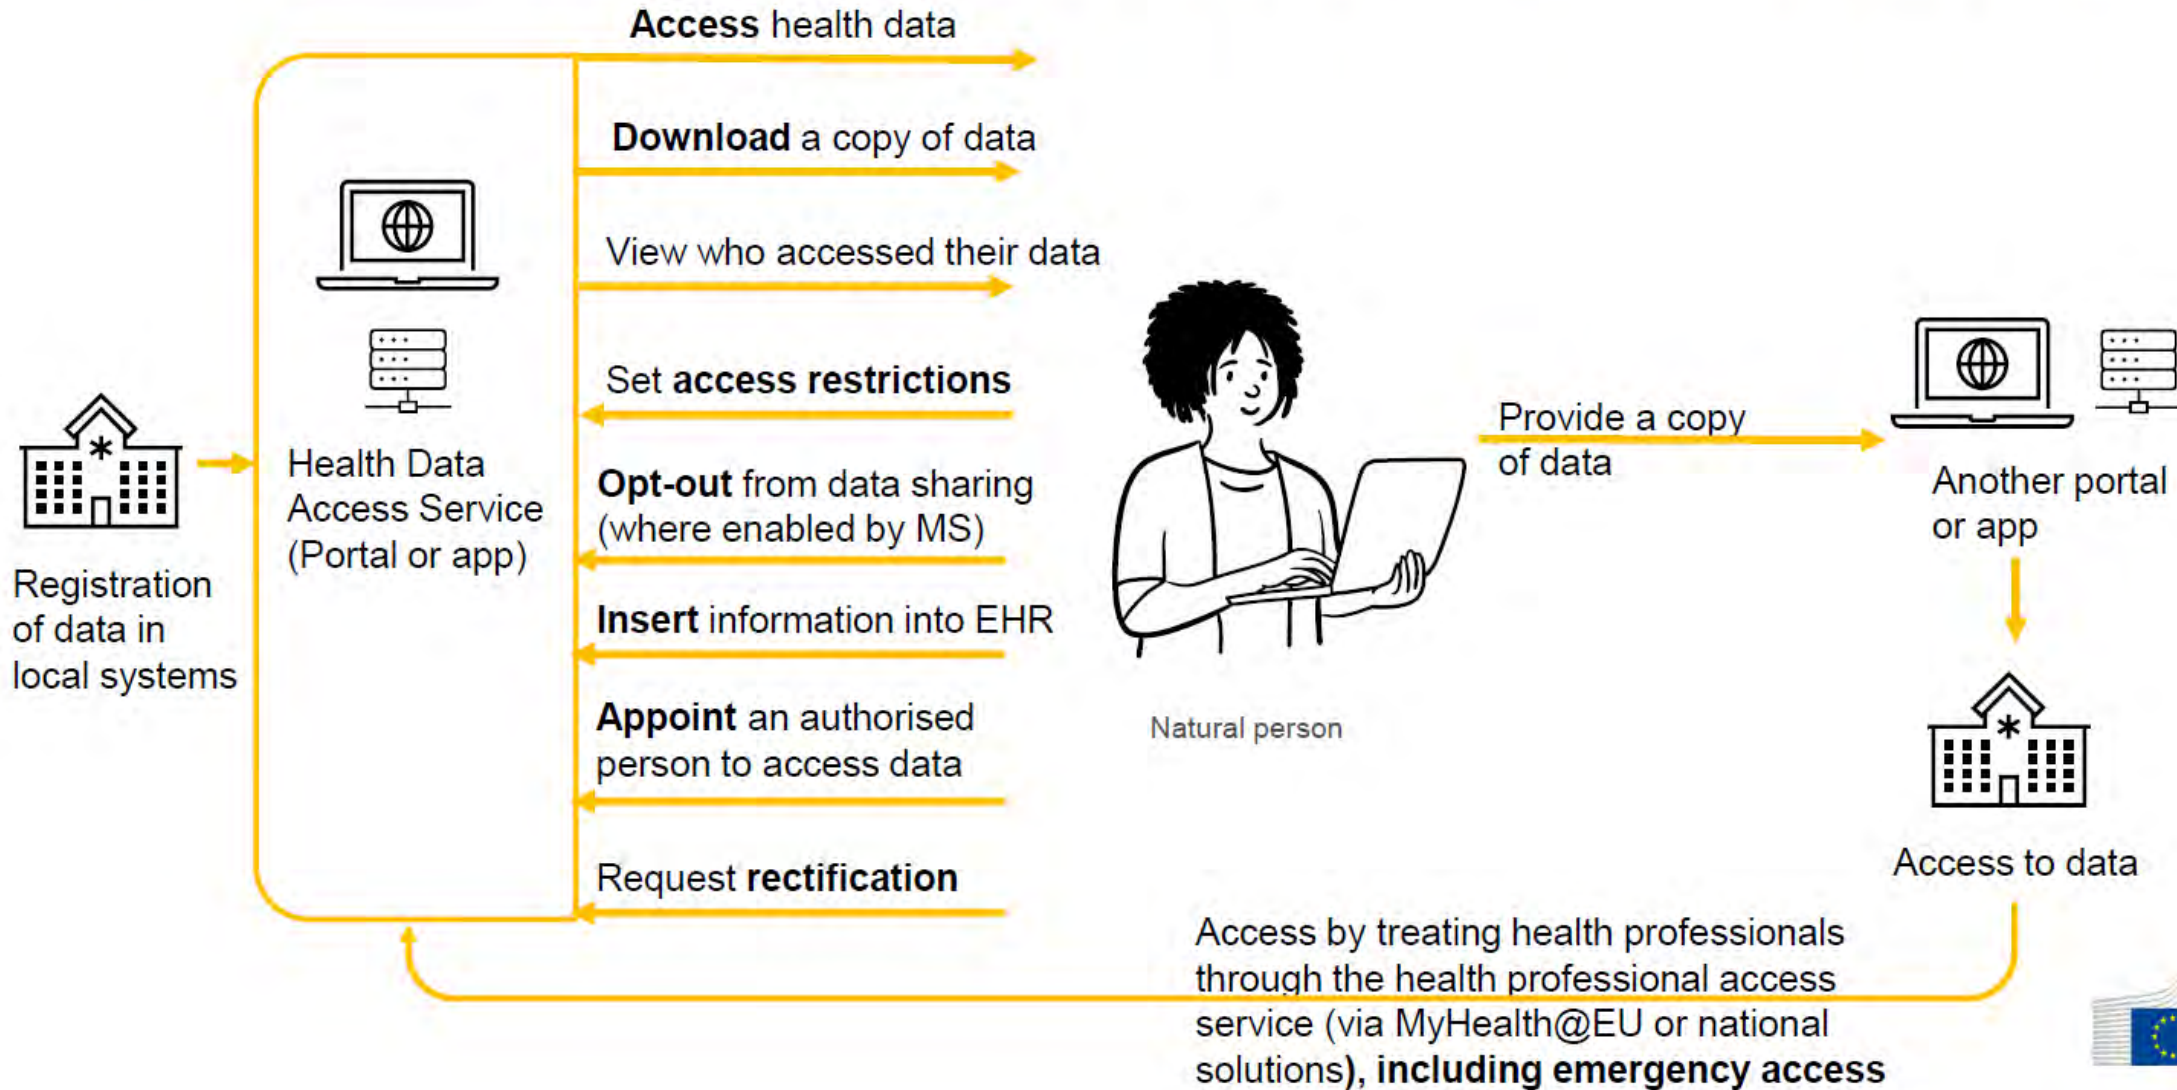 Access health data
Download a copy of data
View who accessed their data
Set access restrictions
Opt-out from data sharing
(where enabled by MS)
Insert information into EHR
Appoint an authorised
person to access data
Request rectification
Health Data
Access Service
(Portal or app)
Registration
of data in
local systems
Natural person
Provide a copy
of data
Another portal
or app
Access to data
Access by treating health professionals
through the health professional access
service (via MyHealth@EU or national
solutions), including emergency access